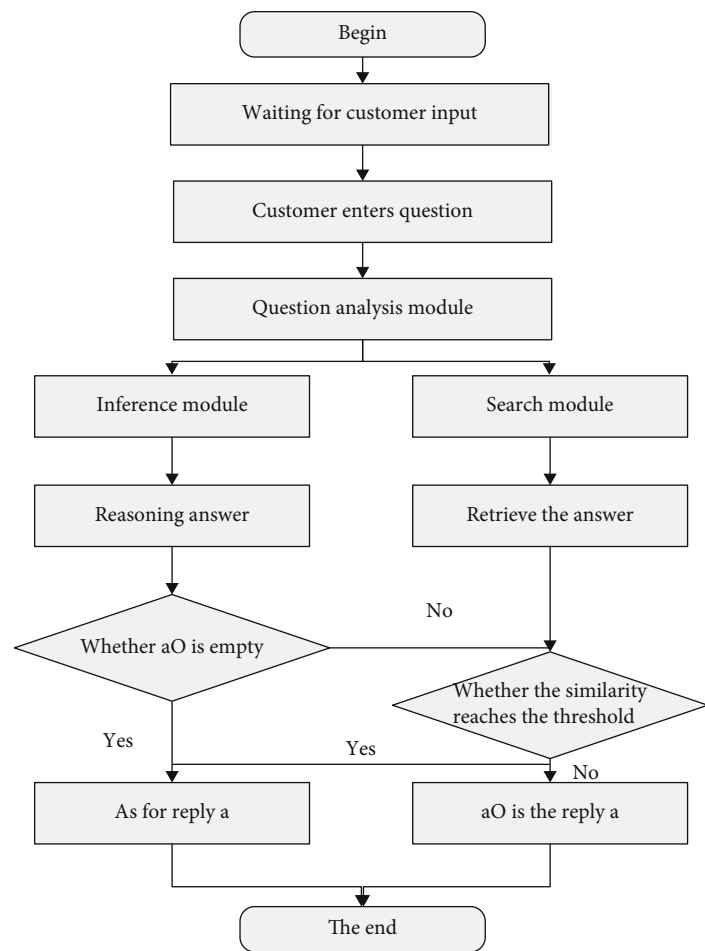 Begin
Waiting for customer input
Customer enters question
Question analysis module
Inference module
Search module
Reasoning answer
Retrieve the answer
No
Whether aO is empty
Whether the similarity
reaches the threshold
Yes
Yes
No
As for reply a
aO is the reply a
The end